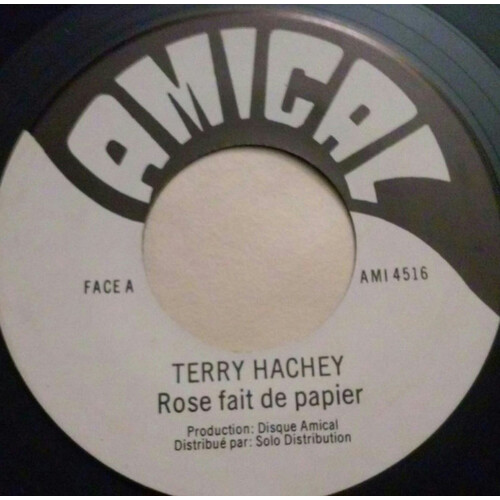 AMICAL
FACE A
AMI 4516
TERRY HACHEY
Rose fait de papier
Production: Disque Amical
Distribué par: Solo Distribution